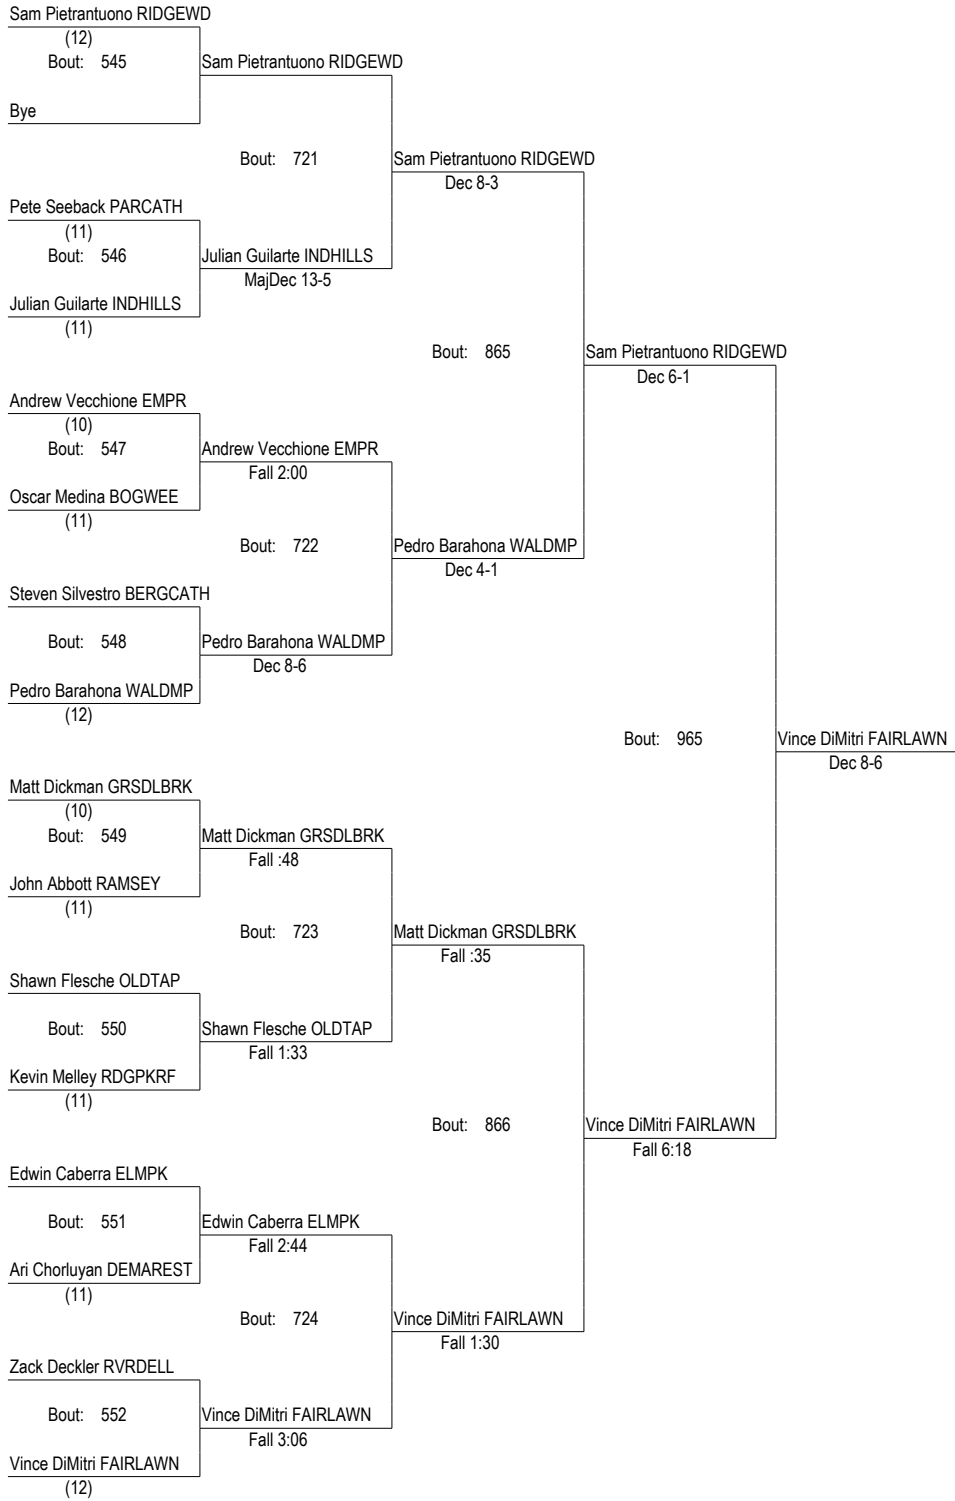 Sam Pietrantuono RIDGEWD
(12)
Bout: 545
Sam Pietrantuono RIDGEWD
Bye
Bout: 721
Sam Pietrantuono RIDGEWD
Dec 8-3
Pete Seeback PARCATH
(11)
Bout: 546
Julian Guilarte INDHILLS
MajDec 13-5
Julian Guilarte INDHILLS
(11)
Bout: 865
Sam Pietrantuono RIDGEWD
Dec 6-1
Andrew Vecchione EMPR
(10)
Bout: 547
Andrew Vecchione EMPR
Fall 2:00
Oscar Medina BOGWEE
(11)
Bout: 722
Pedro Barahona WALDMP
Dec 4-1
Steven Silvestro BERGCATH
Bout: 548
Pedro Barahona WALDMP
Dec 8-6
Pedro Barahona WALDMP
(12)
Bout: 965
Vince DiMitri FAIRLAWN
Dec 8-6
Matt Dickman GRSDLBRK
(10)
Bout: 549
Matt Dickman GRSDLBRK
Fall :48
John Abbott RAMSEY
(11)
Bout: 723
Matt Dickman GRSDLBRK
Fall :35
Shawn Flesche OLDTAP
Bout: 550
Shawn Flesche OLDTAP
Fall 1:33
Kevin Melley RDGPKRF
(11)
Bout: 866
Vince DiMitri FAIRLAWN
Fall 6:18
Edwin Caberra ELMPK
Bout: 551
Edwin Caberra ELMPK
Fall 2:44
Ari Chorluyan DEMAREST
(11)
Bout: 724
Vince DiMitri FAIRLAWN
Fall 1:30
Zack Deckler RVRDELL
Bout: 552
Vince DiMitri FAIRLAWN
Fall 3:06
Vince DiMitri FAIRLAWN
(12)